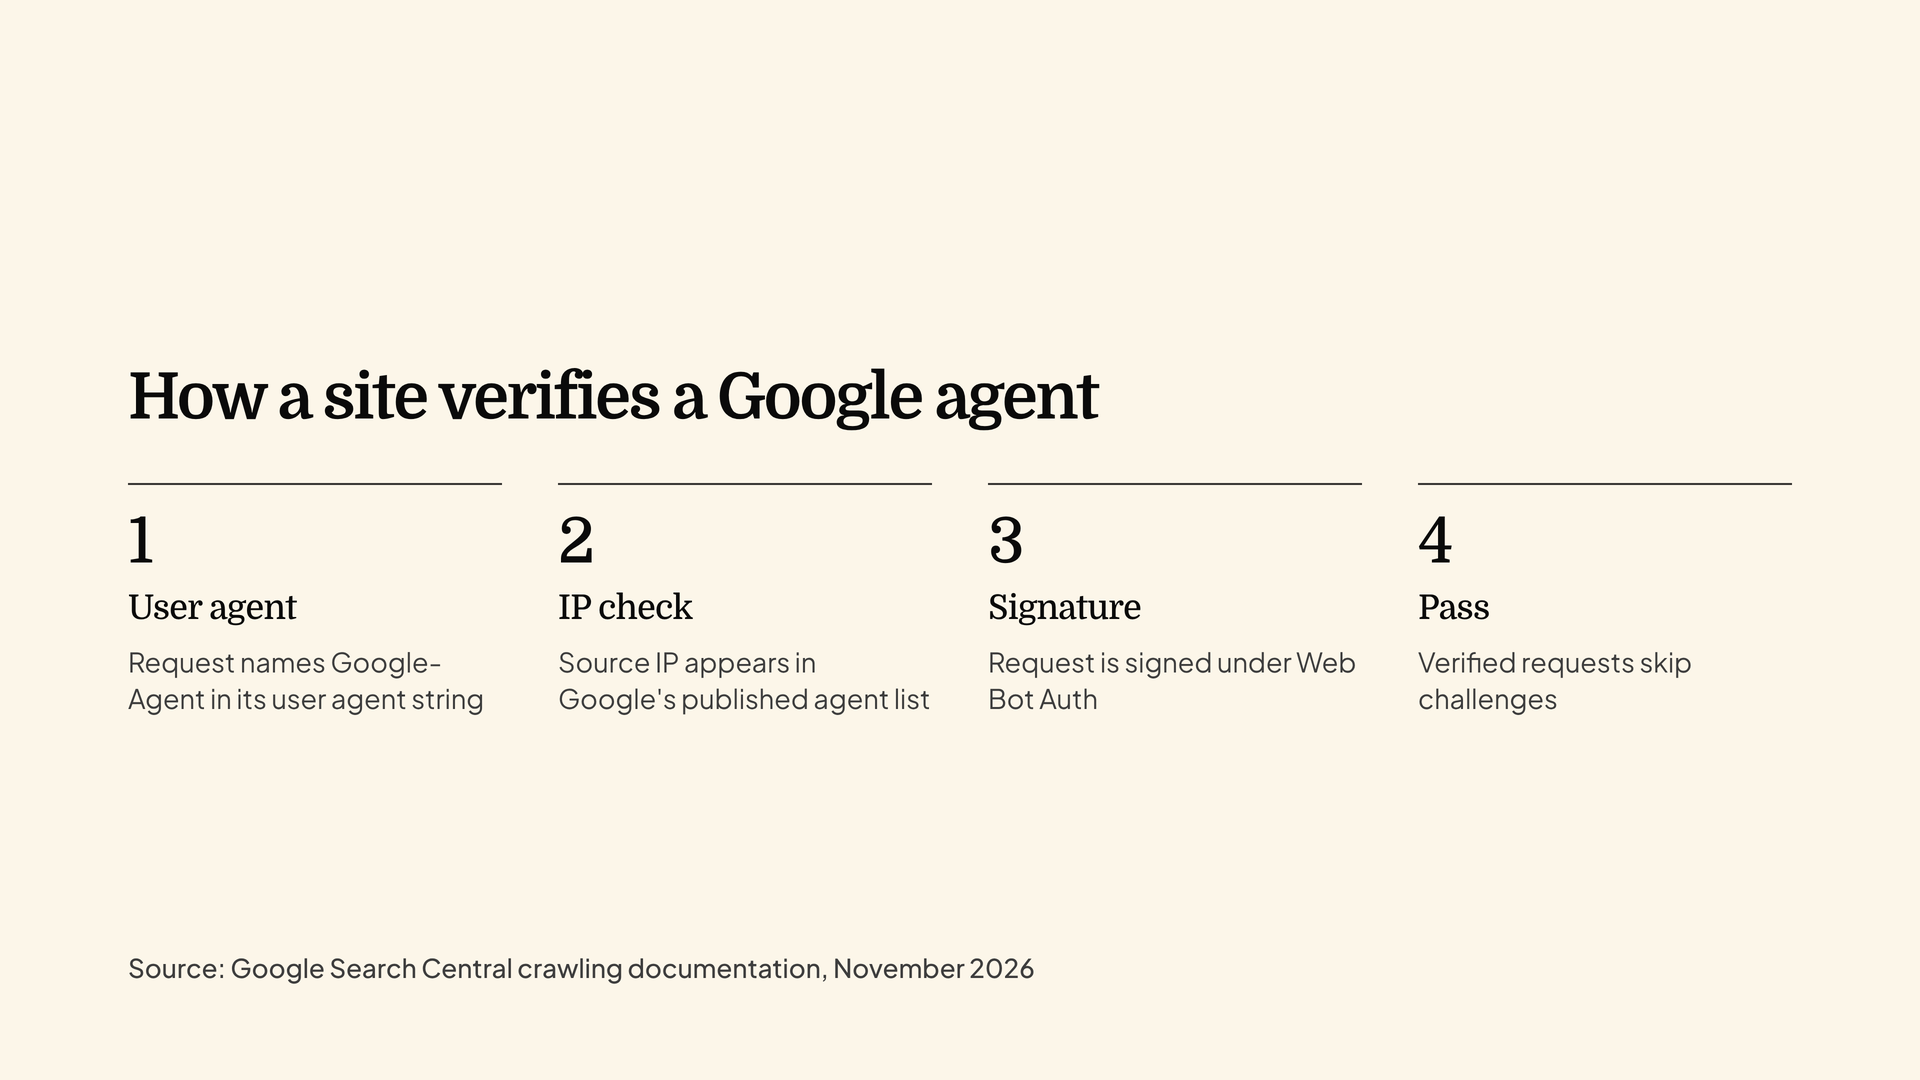 How a site verifies a Google agent
1
User agent
Request names Google-
Agent in its user agent string
2
IP check
Source IP appears in
Google's published agent list
3
Signature
Request is signed under Web
Bot Auth
4
Pass
Verified requests skip
challenges
Source: Google Search Central crawling documentation, November 2026